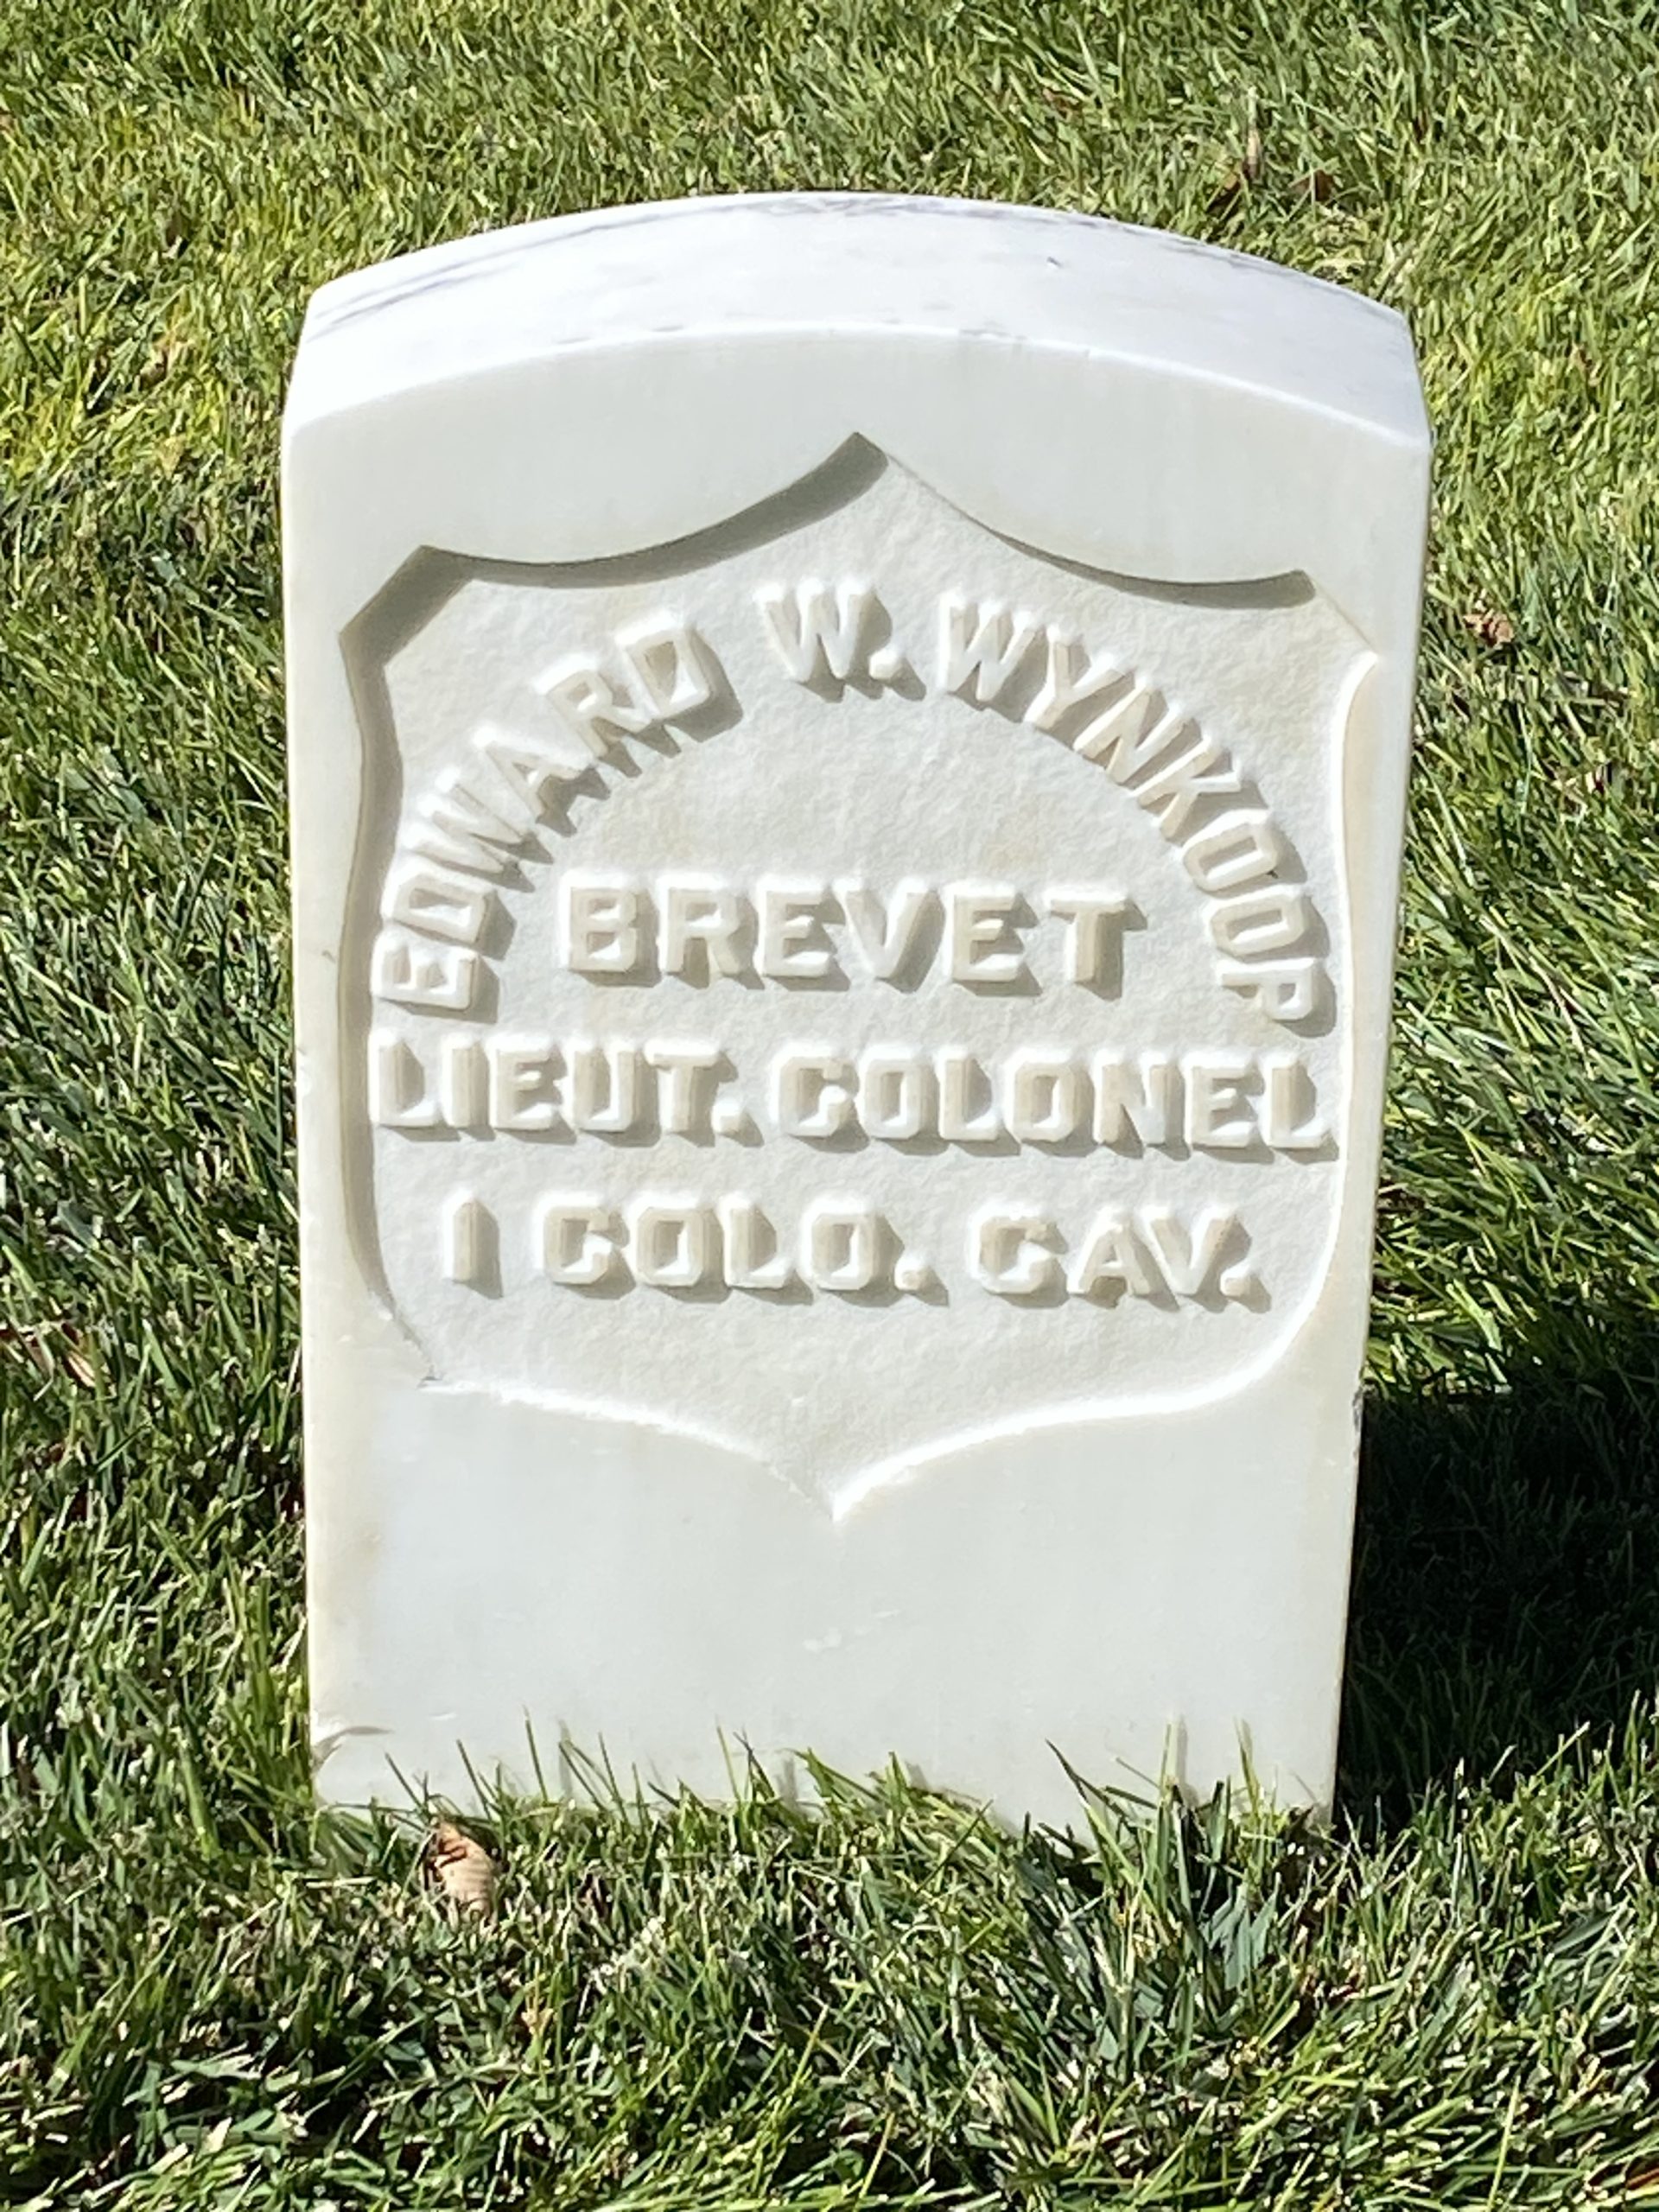 EDWARD W. WYNKOOP
BREVET
LIEUT. COLONEL
1 COLO. CAV.